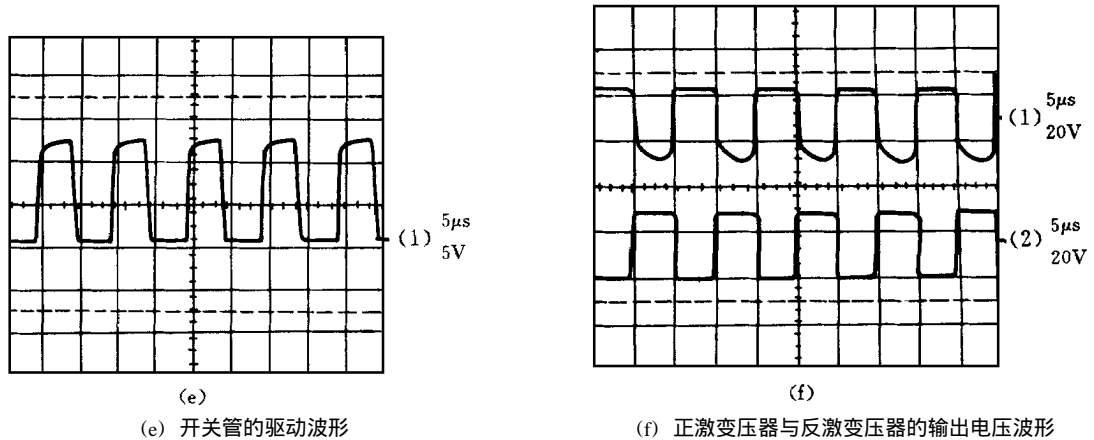 (1) 5μs
5V
(1) 5μs
20V
(2) 5μs
20V
(e)
(f)
(e) 开关管的驱动波形
(f) 正激变压器与反激变压器的输出电压波形